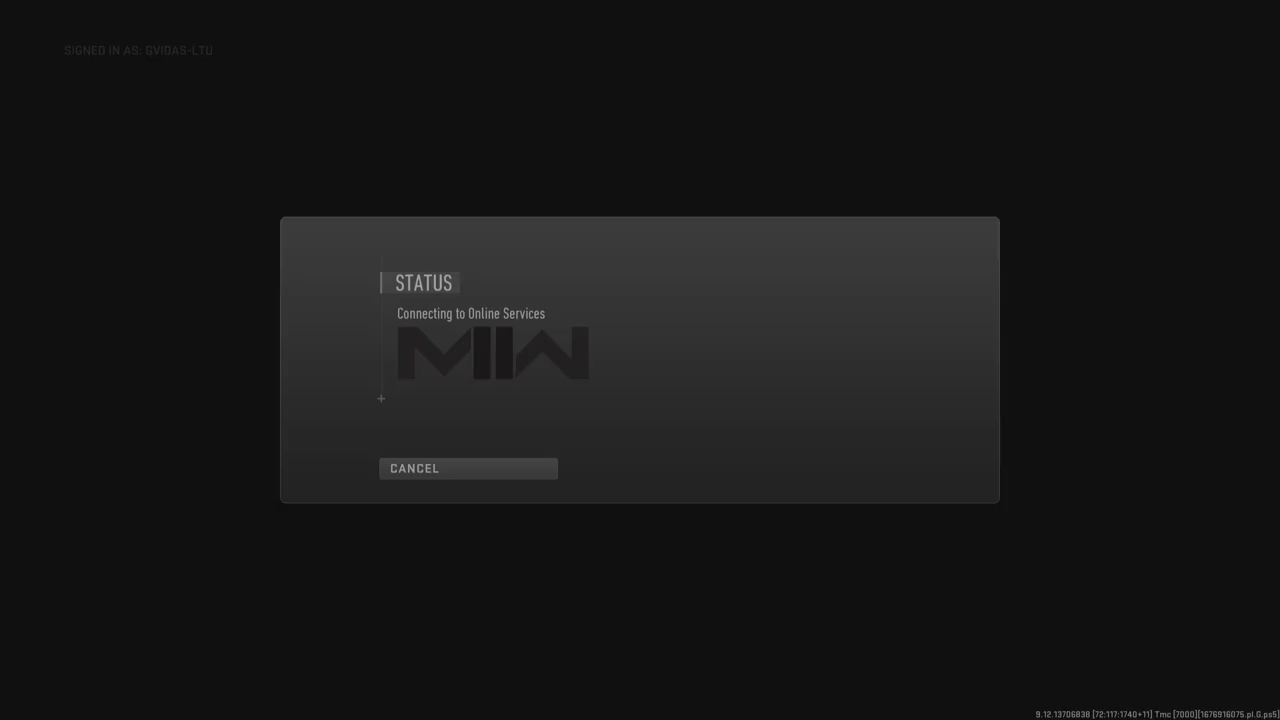 SIGNED IN AS: GVIDAS-LTU
STATUS
Connecting to Online Services
MW
CANCEL
9.12.13706838 [72:117:1740+11] Tmc [7000][1676916075.pl.G.ps5]